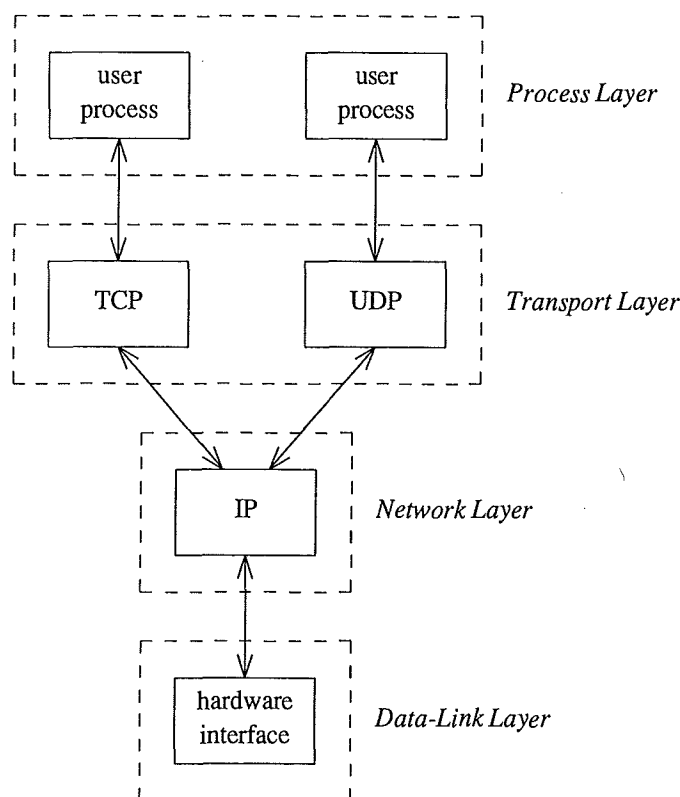 user
process
user
process
Process Layer
TCP
UDP
Transport Layer
IP
Network Layer
hardware
interface
Data-Link Layer